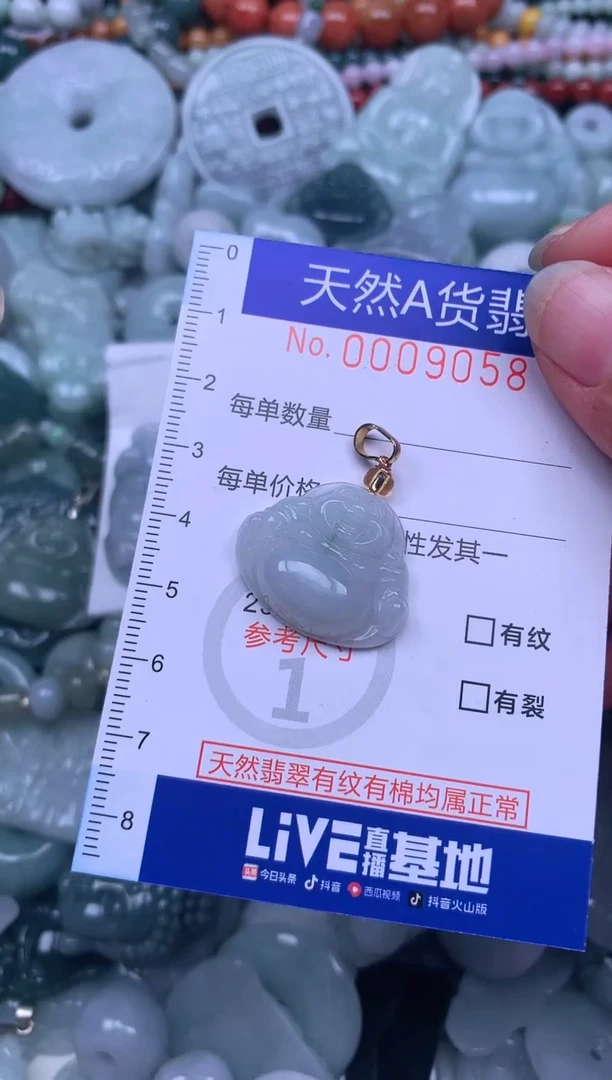 0
天然A货翡
1
No. 0009058
2
每单数量
3
每单价格
4
性发其一
5
有纹
参考尺寸
1
6
有裂
7
天然翡翠有纹有棉均属正常
8
LiVE直播基地
头条 今日头条 抖音 西瓜视频 抖音火山版